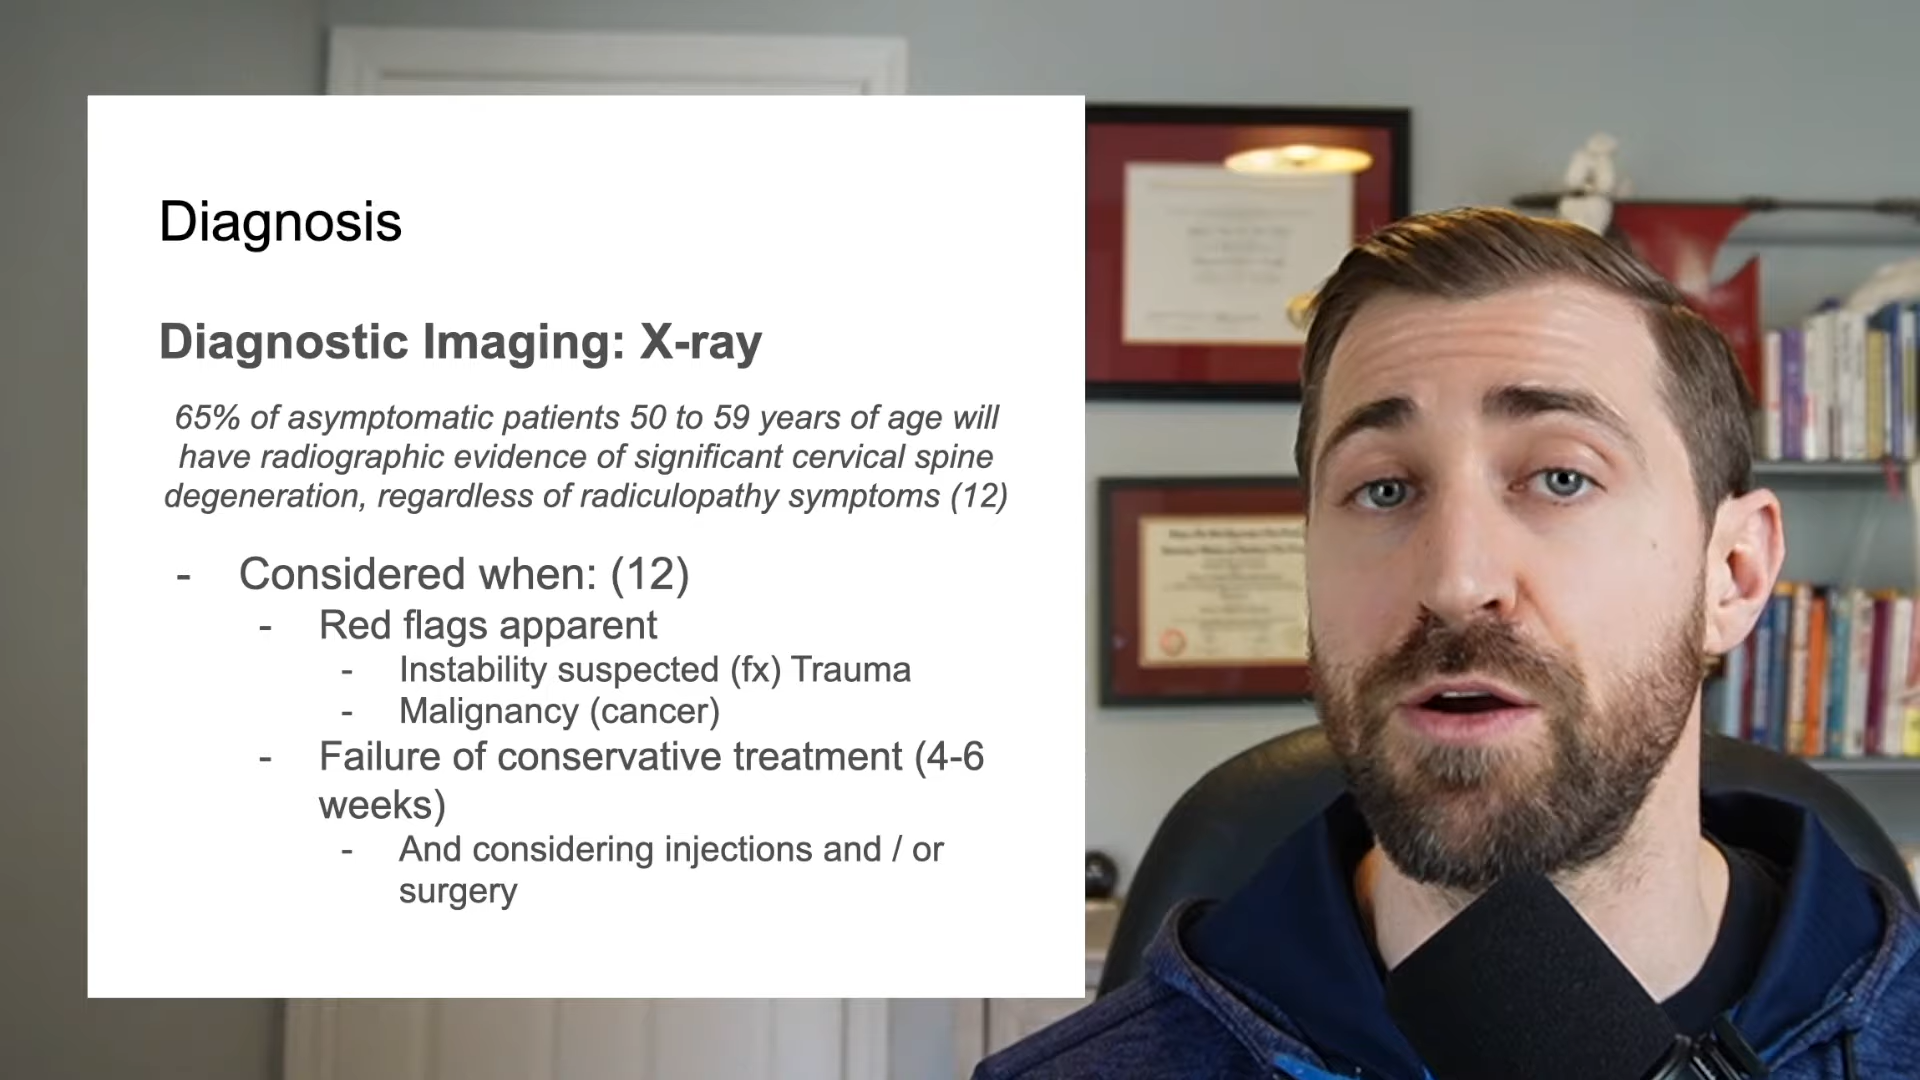 Diagnosis
Diagnostic Imaging: X-ray
65% of asymptomatic patients 50 to 59 years of age will
have radiographic evidence of significant cervical spine
degeneration, regardless of radiculopathy symptoms (12)
- Considered when: (12)
- Red flags apparent
- Instability suspected (fx) Trauma
- Malignancy (cancer)
- Failure of conservative treatment (4-6
weeks)
- And considering injections and / or
surgery